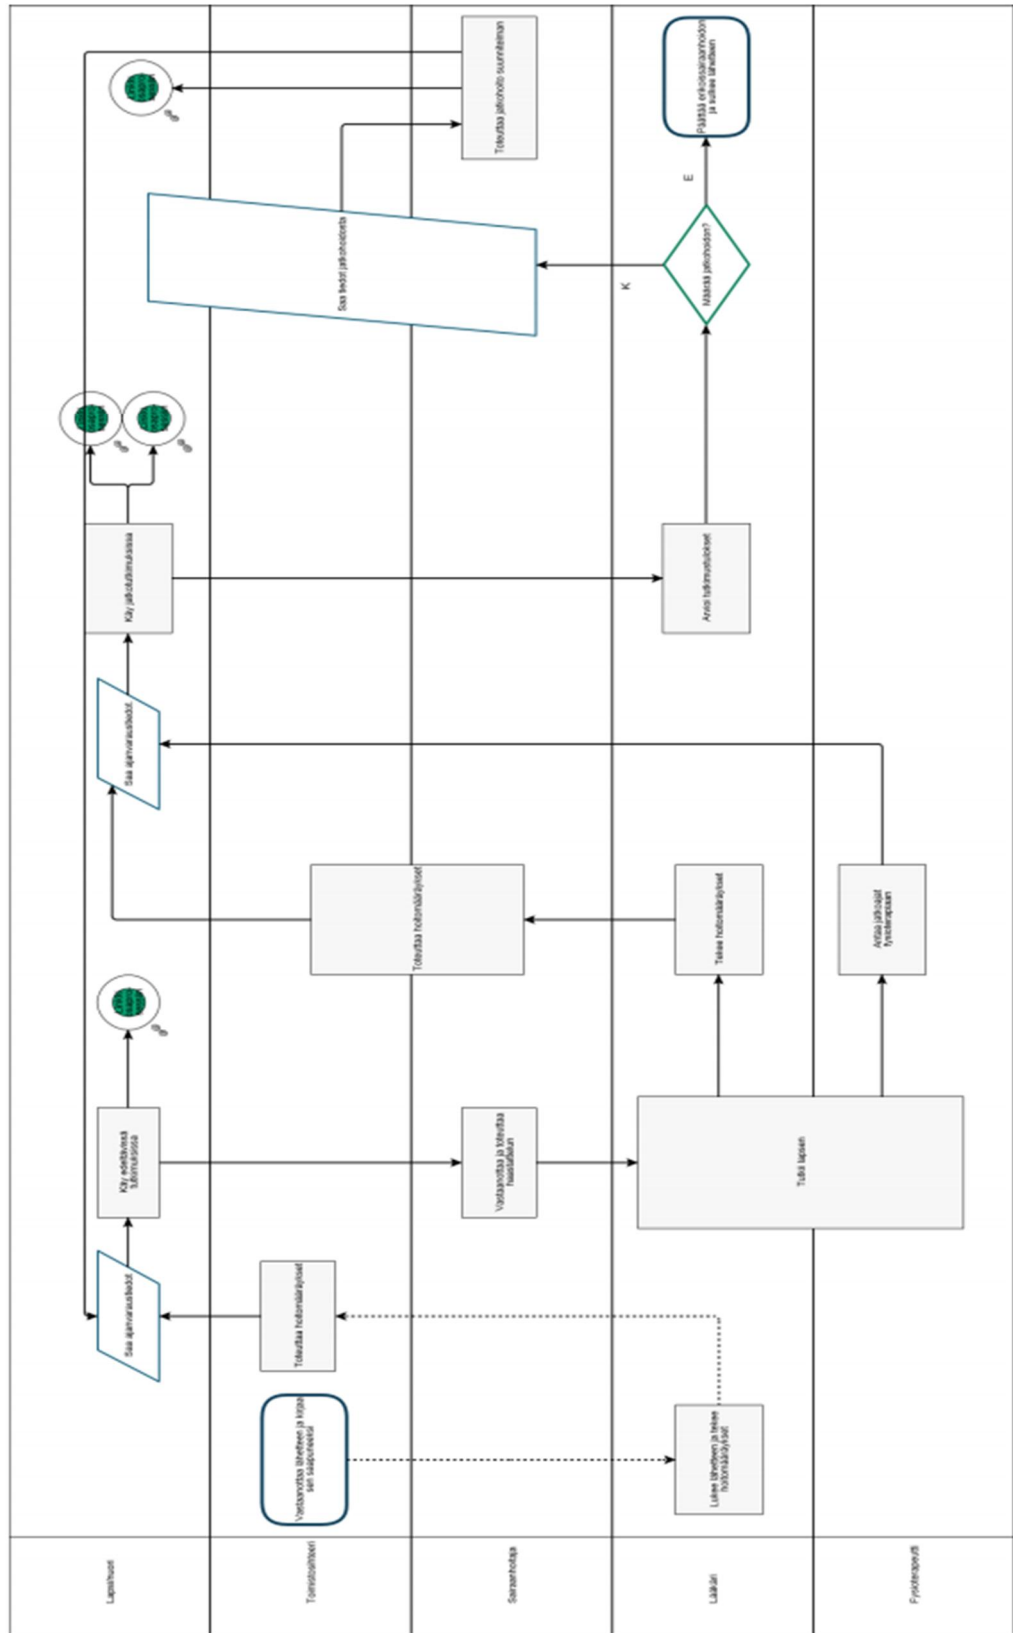 Lapsi/nuori
Toimistosihteeri
Sairaanhoitaja
Lääkäri
Fysioterapeutti
Vastaanottaa lähetteen ja kirjaa
sen saapuneeksi
Lukee lähetteen ja tekee
hoitomääräykset
Toteuttaa hoitomääräykset
Saa ajanvaraustiedot
Käy edeltävissä
tutkimuksissa
Vastaanottaa ja toteuttaa
haastattelun
Tutkii lapsen
Tekee hoitomääräykset
Antaa jatkoajat
fysioterapiaan
Toteuttaa hoitomääräykset
Saa ajanvaraustiedot
Käy jatkotutkimuksissa
Arvioi tutkimustulokset
Määrää jatkohoidon?
K
E
Saa tiedot jatkohoidosta
Toteuttaa jatkohoito suunnitelman
Päättää erikoissairaanhoidon
ja sulkee lähetteen